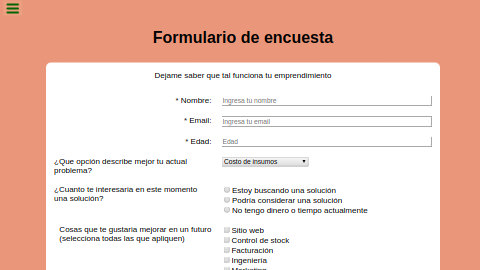 Formulario de encuesta
Dejame saber que tal funciona tu emprendimiento
* Nombre:
Ingresa tu nombre
* Email:
Ingresa tu email
* Edad:
Edad
¿Que opción describe mejor tu actual
problema?
Costo de insumos
¿Cuanto te interesaria en este momento
una solución?
Estoy buscando una solución
Podría considerar una solución
No tengo dinero o tiempo actualmente
Cosas que te gustaria mejorar en un futuro
(selecciona todas las que apliquen)
Sitio web
Control de stock
Facturación
Ingenieria
Marketing